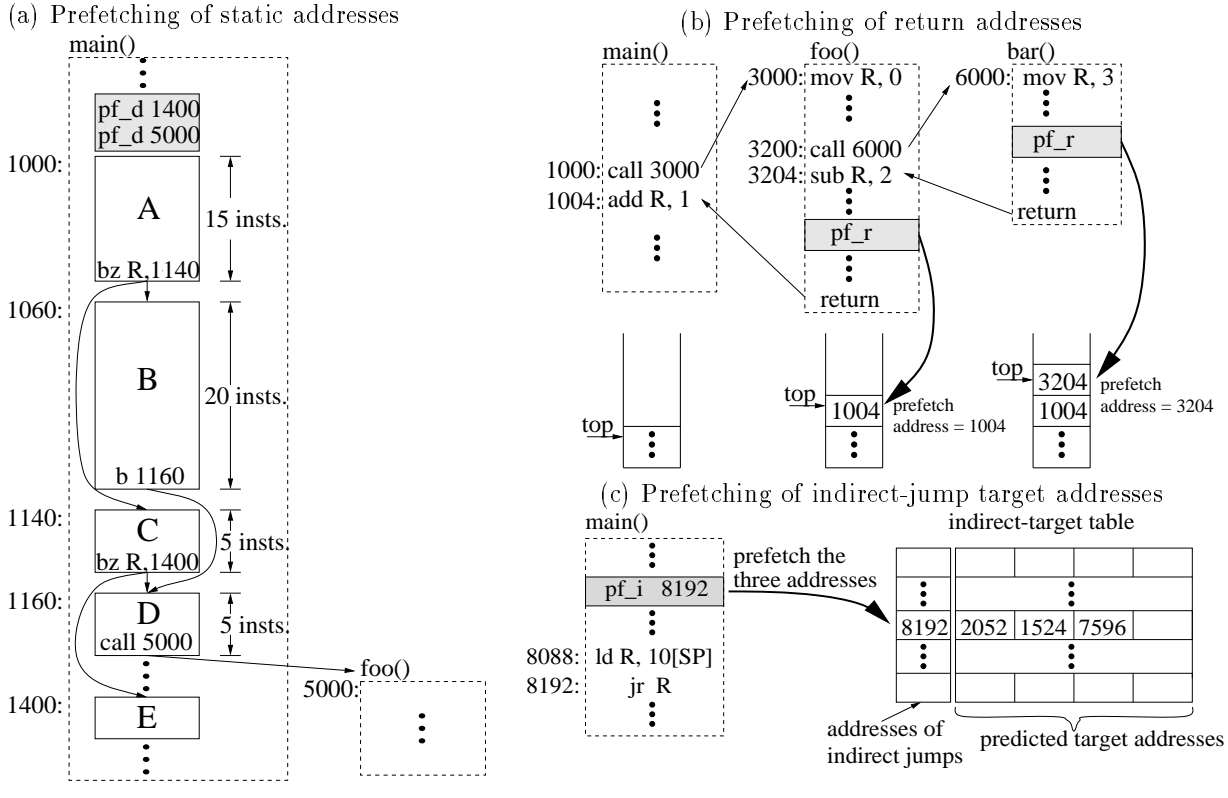 (a) Prefetching of static addresses
main()
pf_d 1400
pf_d 5000
1000:
A
15 insts.
bz R,1140
1060:
B
20 insts.
b 1160
1140:
C
5 insts.
bz R,1400
1160:
D
5 insts.
call 5000
foo()
5000:
1400:
E
(b) Prefetching of return addresses
main()
1000: call 3000
1004: add R, 1
foo()
3000: mov R, 0
3200: call 6000
3204: sub R, 2
pf_r
return
bar()
6000: mov R, 3
pf_r
return
top
top
1004
prefetch
address = 1004
top
3204
1004
prefetch
address = 3204
(c) Prefetching of indirect-jump target addresses
main()
pf_i 8192
8088: ld R, 10[SP]
8192: jr R
prefetch the
three addresses
indirect-target table
8192 2052 1524 7596
addresses of
indirect jumps
predicted target addresses